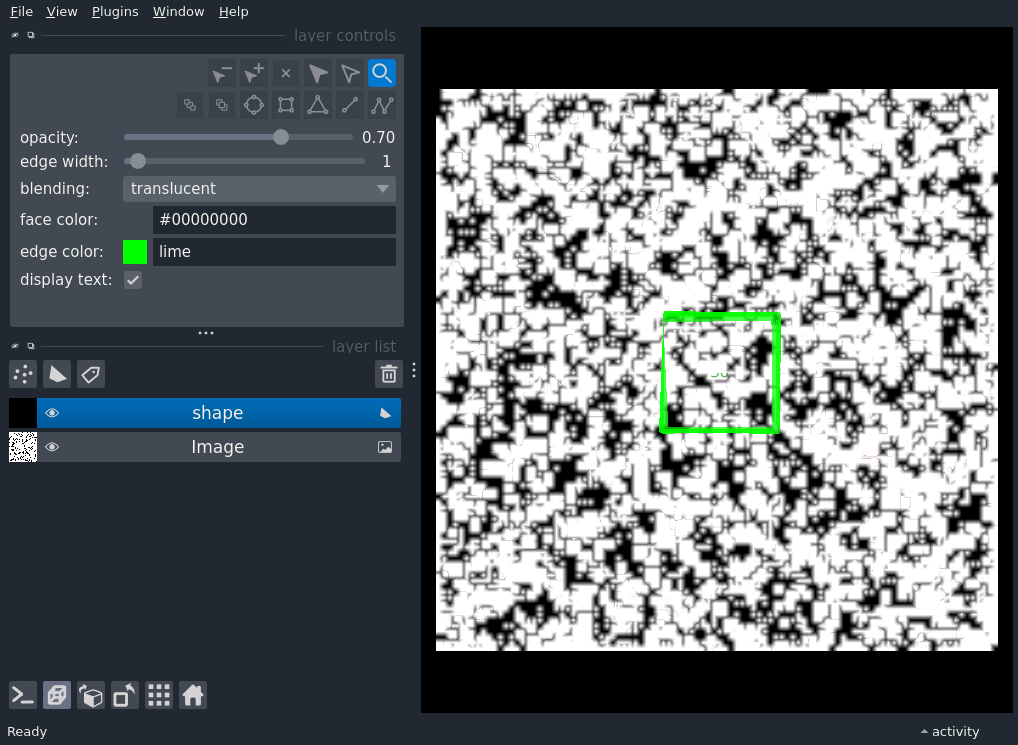 File View Plugins Window Help
layer controls
opacity: 0.70
edge width: 1
blending: translucent
face color: #00000000
edge color: lime
display text:
layer list
shape
Image
Ready
activity